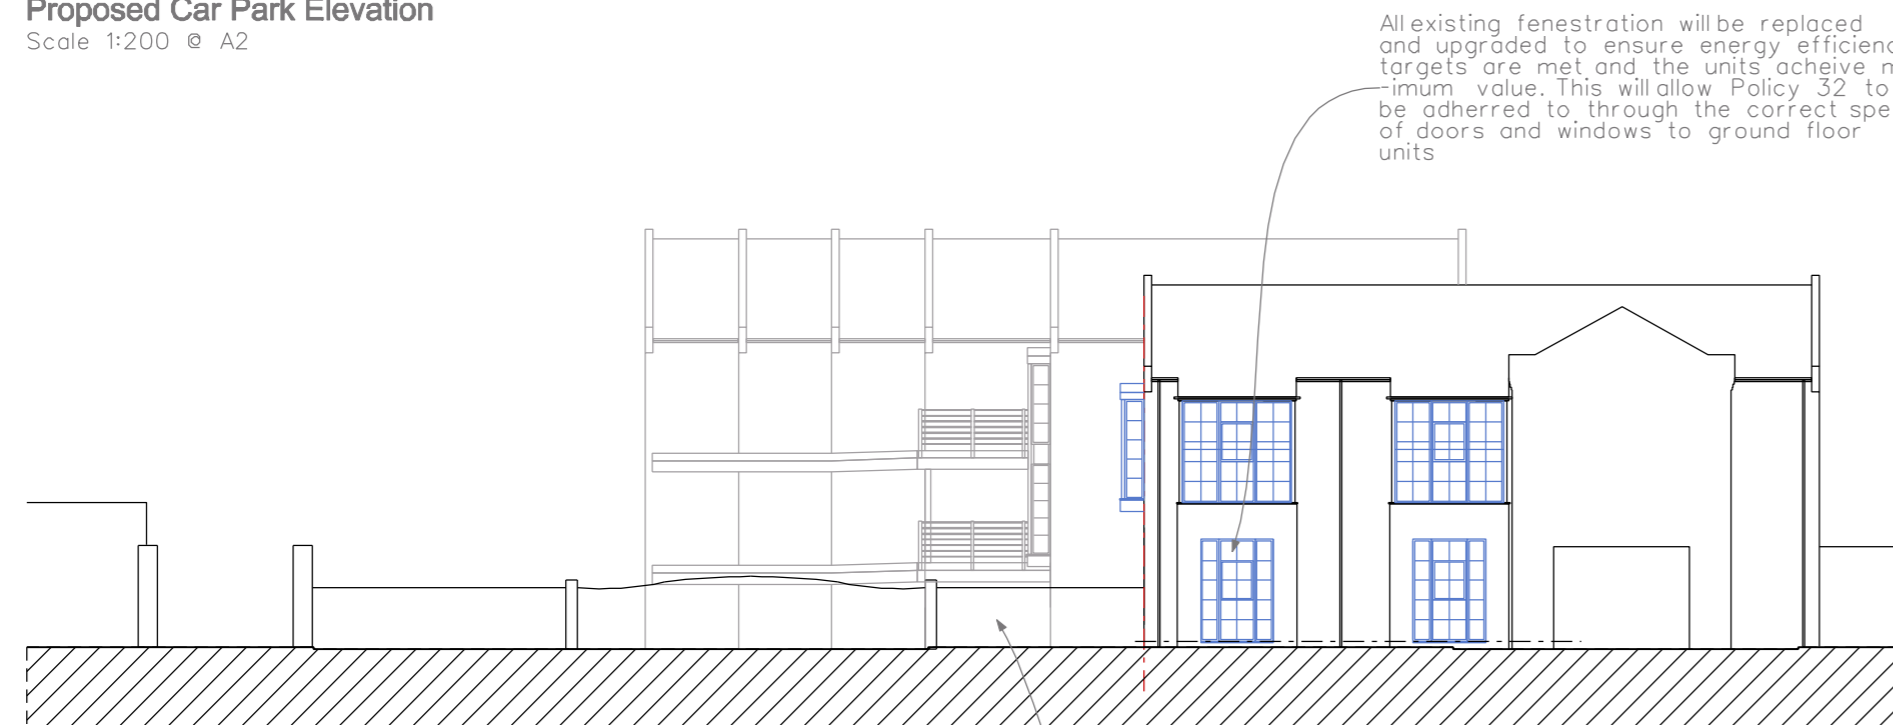 Proposed Car Park Elevation
Scale 1:200 @ A2
All existing fenestration will be replaced
and upgraded to ensure energy efficienc
targets are met and the units acheive m
-imum value. This will allow Policy 32 to
be adherred to through the correct spe
of doors and windows to ground floor
units